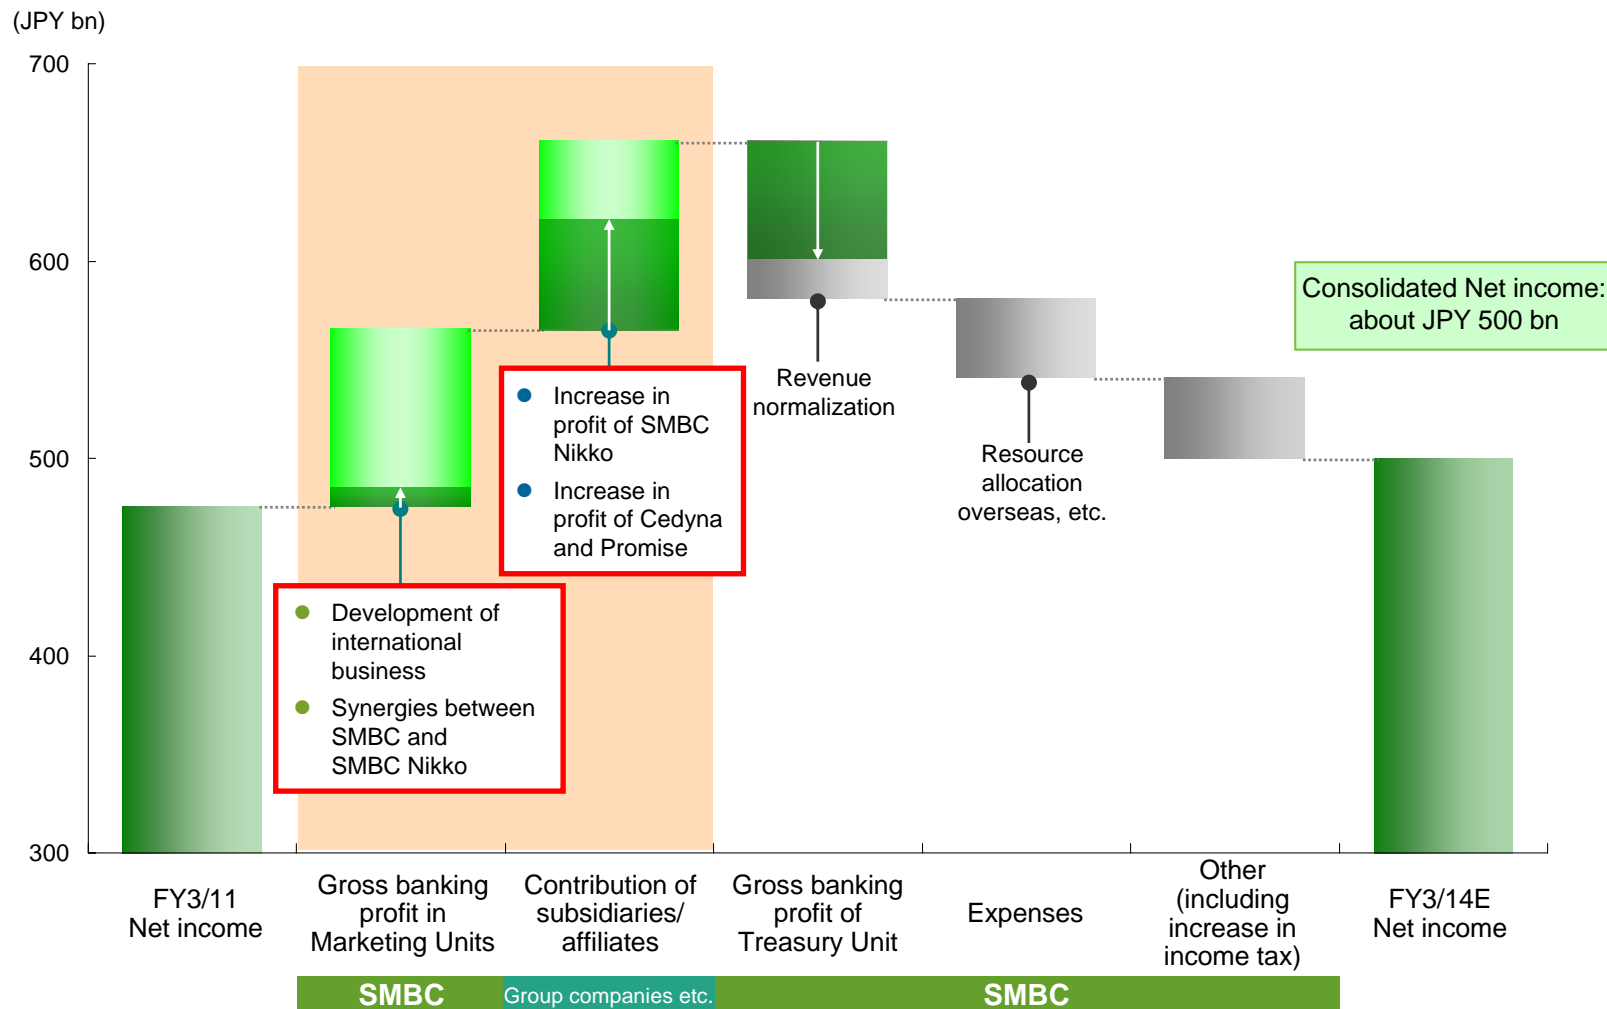 (JPY bn)
700
600
500
400
300
Consolidated Net income:
about JPY 500 bn
Increase in
profit of SMBC
Nikko
Increase in
profit of Cedyna
and Promise
Revenue
normalization
Resource
allocation
overseas, etc.
Development of
international
business
Synergies between
SMBC and
SMBC Nikko
FY3/11
Net income
Gross banking
profit in
Marketing Units
Contribution of
subsidiaries/
affiliates
Gross banking
profit of
Treasury Unit
Expenses
Other
(including
increase in
income tax)
FY3/14E
Net income
SMBC
Group companies etc.
SMBC